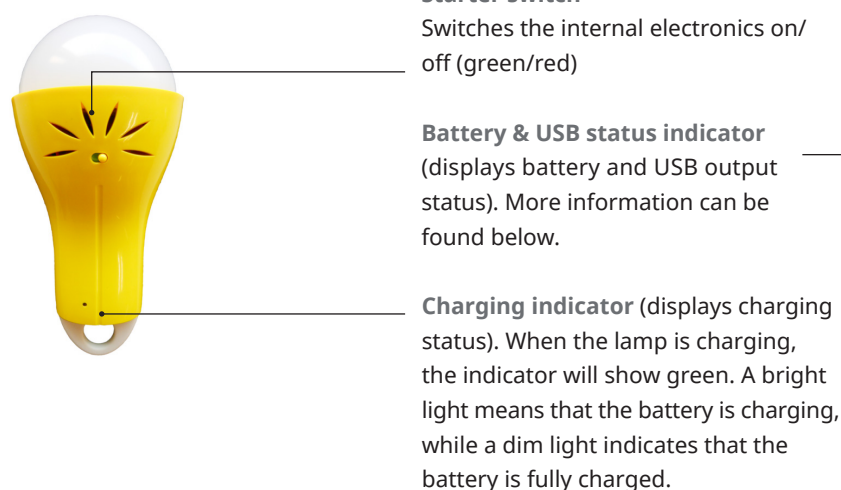 Starter switch
Switches the internal electronics on/
off (green/red)
Battery & USB status indicator
(displays battery and USB output
status). More information can be
found below.
Charging indicator (displays charging
status). When the lamp is charging,
the indicator will show green. A bright
light means that the battery is charging,
while a dim light indicates that the
battery is fully charged.